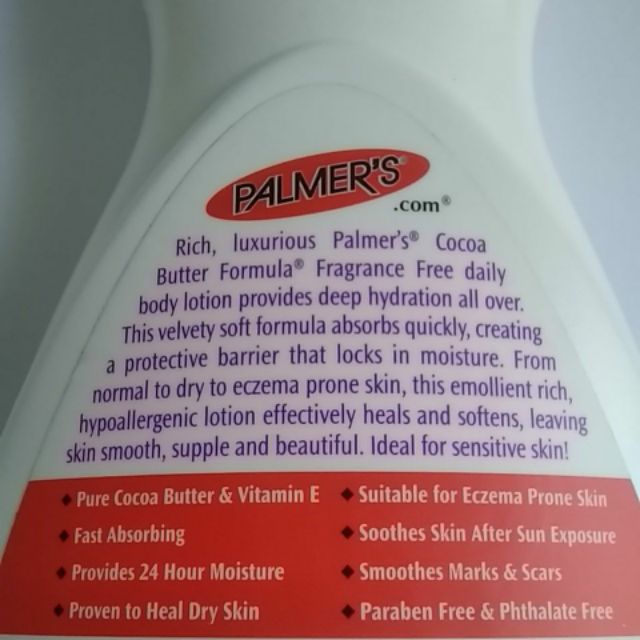 PALMER'S®
.com®
Rich, luxurious Palmer's® Cocoa
Butter Formula® Fragrance Free daily
body lotion provides deep hydration all over.
This velvety soft formula absorbs quickly, creating
a protective barrier that locks in moisture. From
normal to dry to eczema prone skin, this emollient rich,
hypoallergenic lotion effectively heals and softens, leaving
skin smooth, supple and beautiful. Ideal for sensitive skin!
◆ Pure Cocoa Butter & Vitamin E
◆ Fast Absorbing
◆ Provides 24 Hour Moisture
◆ Proven to Heal Dry Skin
◆ Suitable for Eczema Prone Skin
◆ Soothes Skin After Sun Exposure
◆ Smoothes Marks & Scars
◆ Paraben Free & Phthalate Free